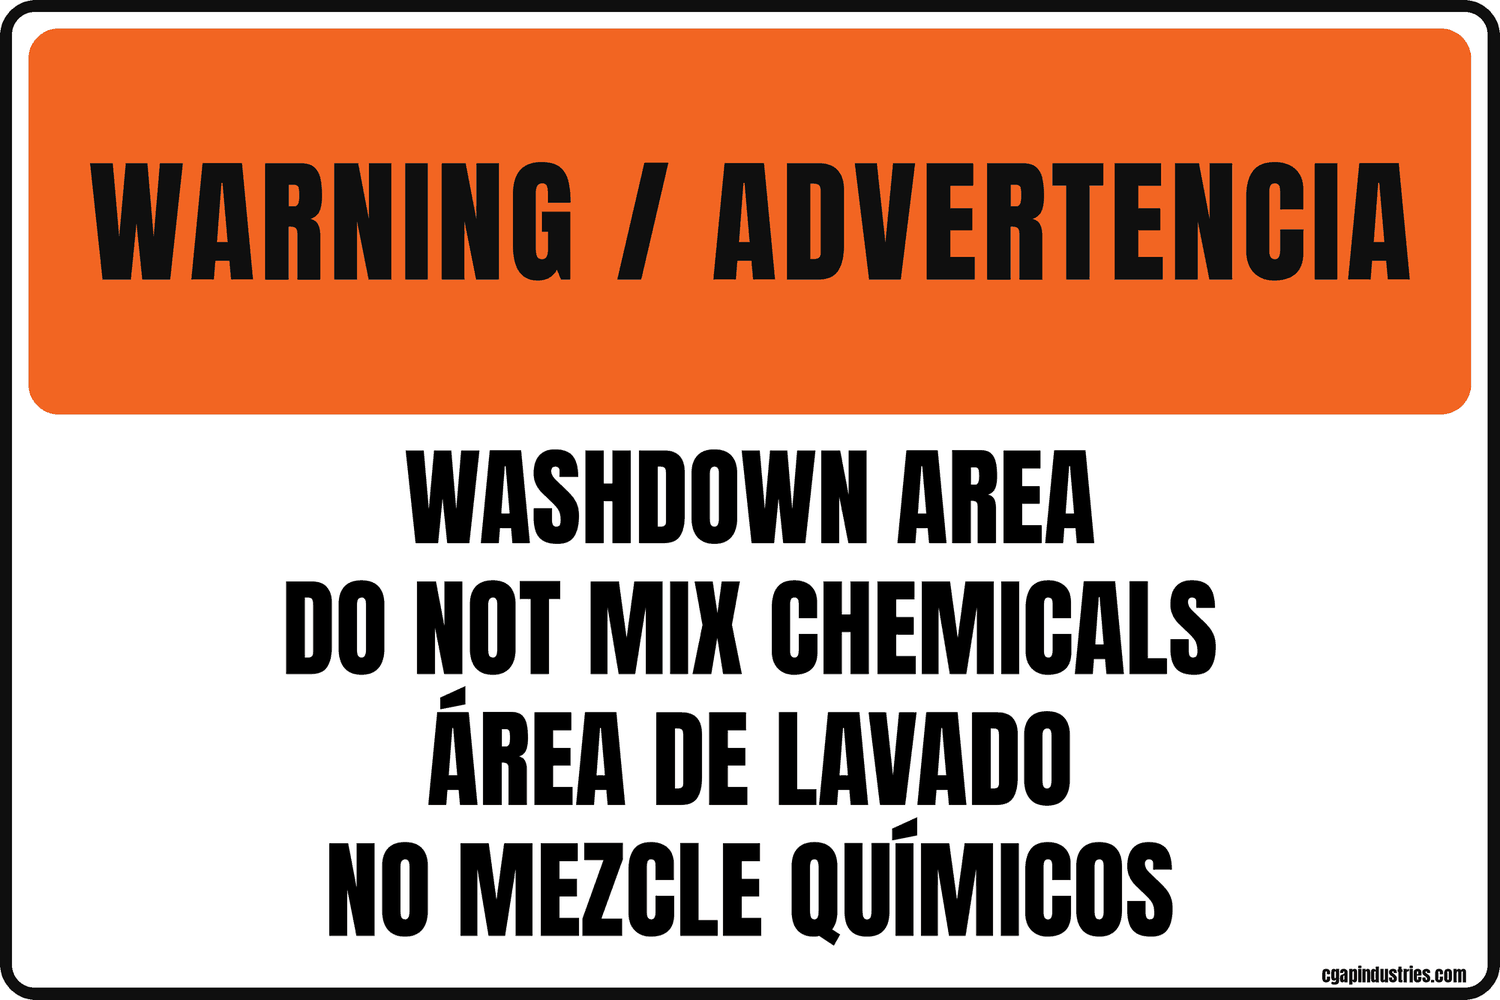 WARNING / ADVERTENCIA
WASHDOWN AREA
DO NOT MIX CHEMICALS
ÁREA DE LAVADO
NO MEZCLE QUÍMICOS
cgapindustries.com